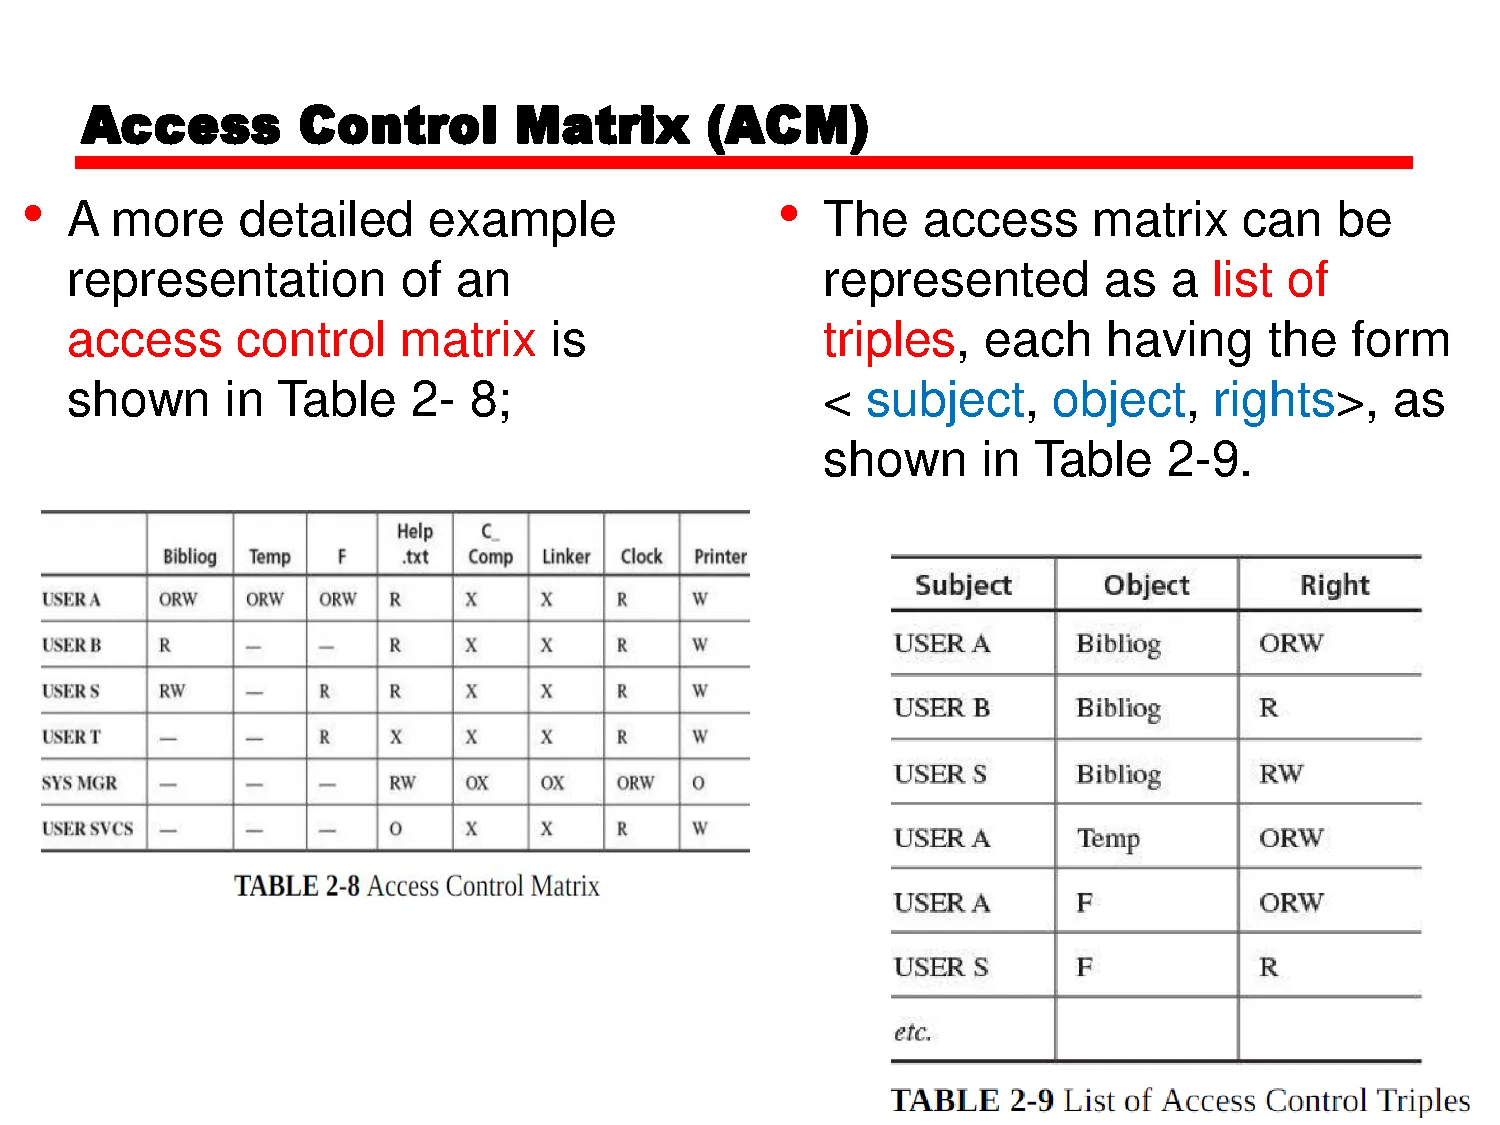 Access Control Matrix (ACM)
• A more detailed example
representation of an
access control matrix is
shown in Table 2- 8;
• The access matrix can be
represented as a list of
triples, each having the form
< subject, object, rights>, as
shown in Table 2-9.
Bibliog Temp F Help .txt C_ Comp Linker Clock Printer
USER A ORW ORW ORW R X X R W
USER B R — — R X X R W
USER S RW — R R X X R W
USER T — — R X X X R W
SYS MGR — — — RW OX OX ORW O
USER SVCS — — — O X X R W
TABLE 2-8 Access Control Matrix
Subject Object Right
USER A Bibliog ORW
USER B Bibliog R
USER S Bibliog RW
USER A Temp ORW
USER A F ORW
USER S F R
etc.
TABLE 2-9 List of Access Control Triples